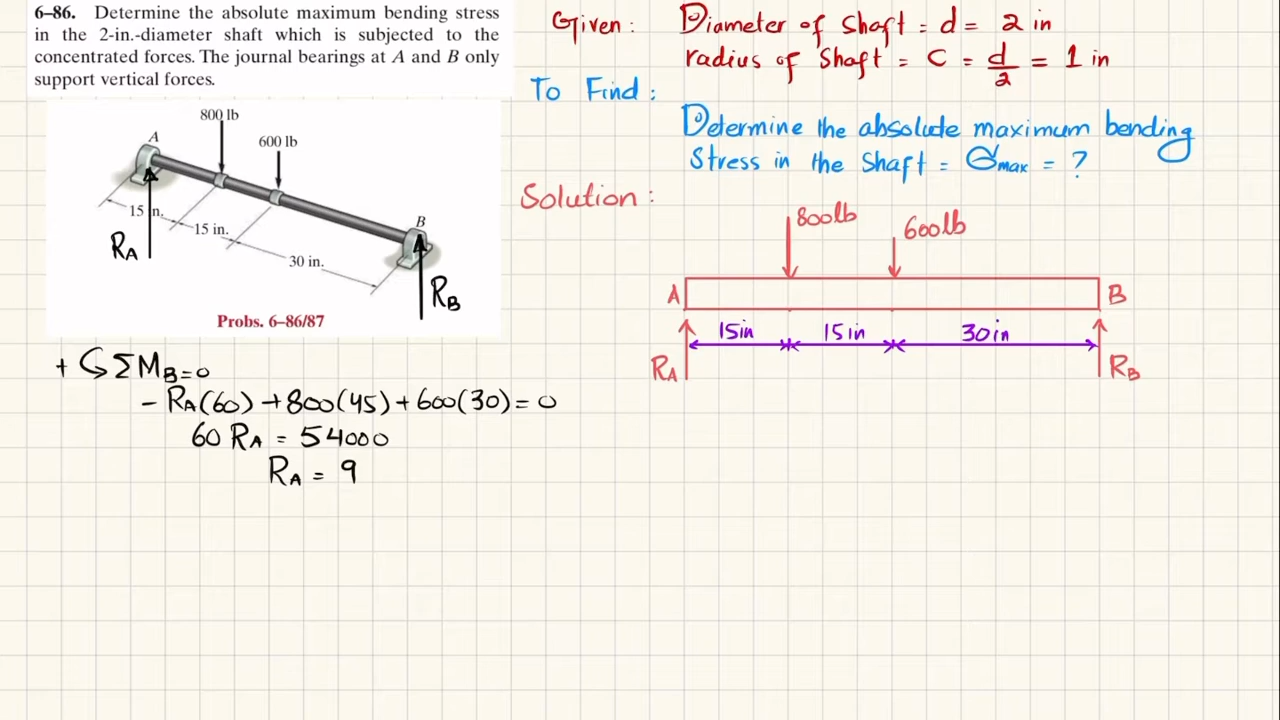 6–86. Determine the absolute maximum bending stress
in the 2-in.-diameter shaft which is subjected to the
concentrated forces. The journal bearings at A and B only
support vertical forces.
800 lb
A
600 lb
15 in.
15 in.
B
RA
30 in.
RB
Probs. 6–86/87
+ ΣMB=0
- RA(60) + 800(45) + 600(30) = 0
60 RA = 54000
RA = 9
Given: Diameter of Shaft = d = 2 in
radius of Shaft = C = d/2 = 1 in
To Find:
Determine the absolute maximum bending
Stress in the Shaft = σmax = ?
Solution:
800lb
600lb
A
B
15in 15in 30in
RA
RB